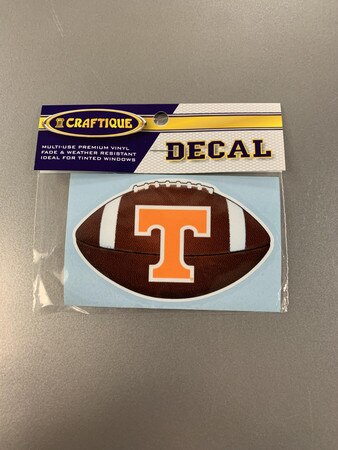 CRAFTIQUE
MULTI-USE PREMIUM VINYL
FADE & WEATHER RESISTANT
IDEAL FOR TINTED WINDOWS
DECAL
T